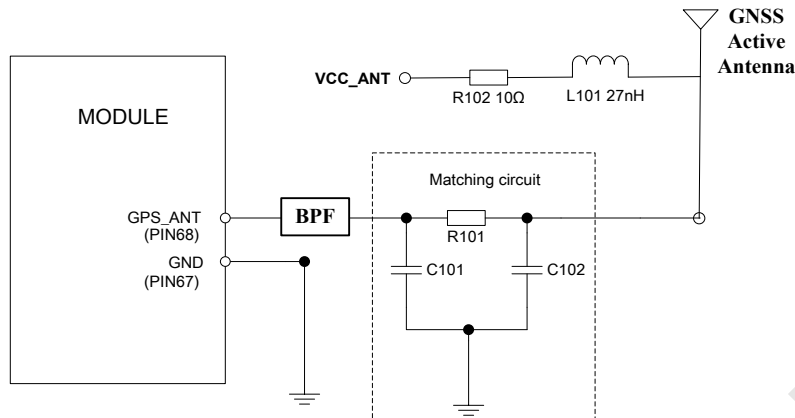 GNSS
Active
Antenna
VCC_ANT
R102 10Ω
L101 27nH
MODULE
Matching circuit
GPS_ANT
(PIN68)
BPF
R101
GND
(PIN67)
C101
C102